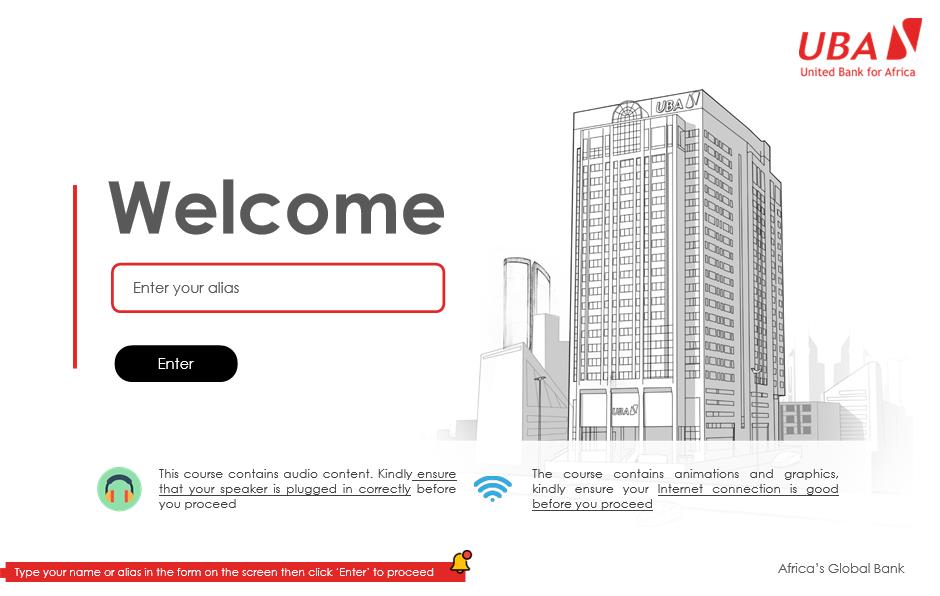 UBA
United Bank for Africa
UBA
Welcome
Enter your alias
Enter
UBA
This course contains audio content. Kindly ensure
that your speaker is plugged in correctly before
you proceed
The course contains animations and graphics,
kindly ensure your Internet connection is good
before you proceed
Type your name or alias in the form on the screen then click ‘Enter’ to proceed
Africa’s Global Bank